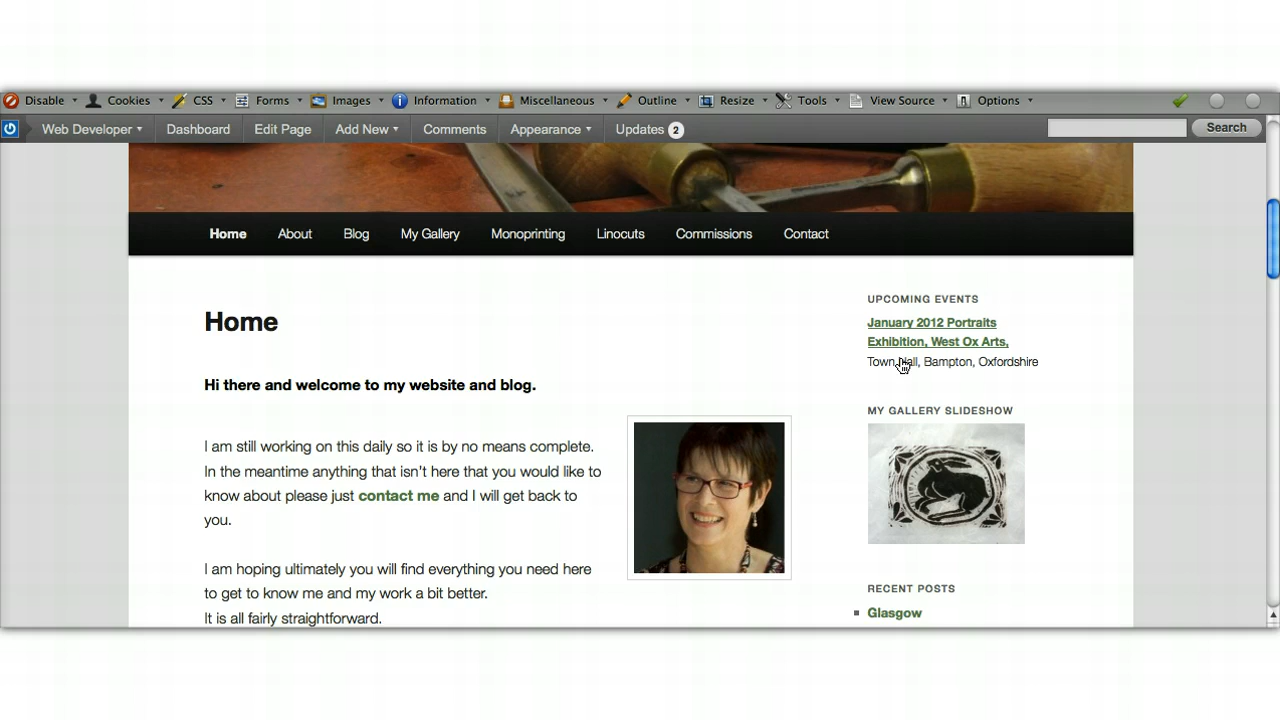 Disable Cookies CSS Forms Images Information Miscellaneous Outline Resize Tools View Source Options
Web Developer Dashboard Edit Page Add New Comments Appearance Updates 2 Search
Home About Blog My Gallery Monoprinting Linocuts Commissions Contact
Home
Hi there and welcome to my website and blog.
I am still working on this daily so it is by no means complete.
In the meantime anything that isn't here that you would like to
know about please just contact me and I will get back to
you.
I am hoping ultimately you will find everything you need here
to get to know me and my work a bit better.
It is all fairly straightforward.
UPCOMING EVENTS
January 2012 Portraits
Exhibition, West Ox Arts,
Town Hall, Bampton, Oxfordshire
MY GALLERY SLIDESHOW
RECENT POSTS
Glasgow